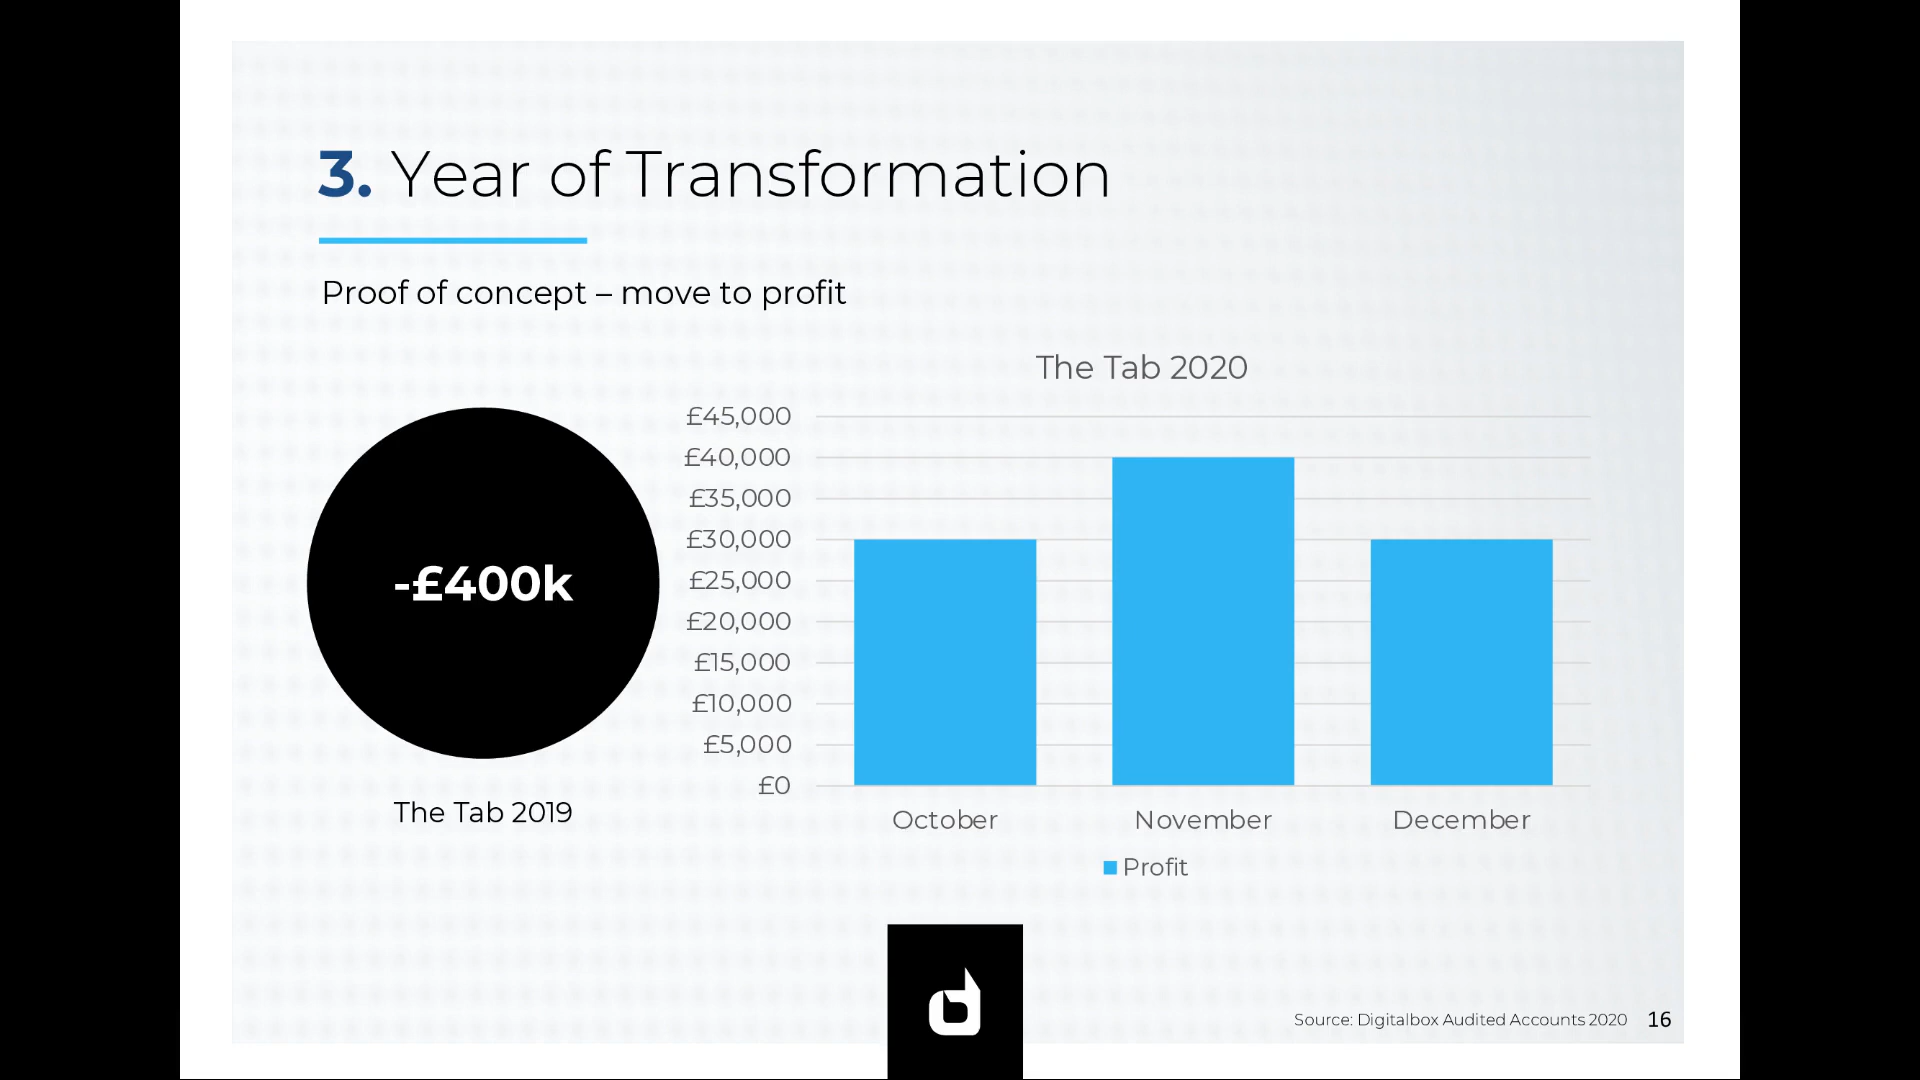 3. Year of Transformation
Proof of concept – move to profit
-£400k
The Tab 2019
The Tab 2020
£45,000
£40,000
£35,000
£30,000
£25,000
£20,000
£15,000
£10,000
£5,000
£0
October November December
Profit
Source: Digitalbox Audited Accounts 2020 16